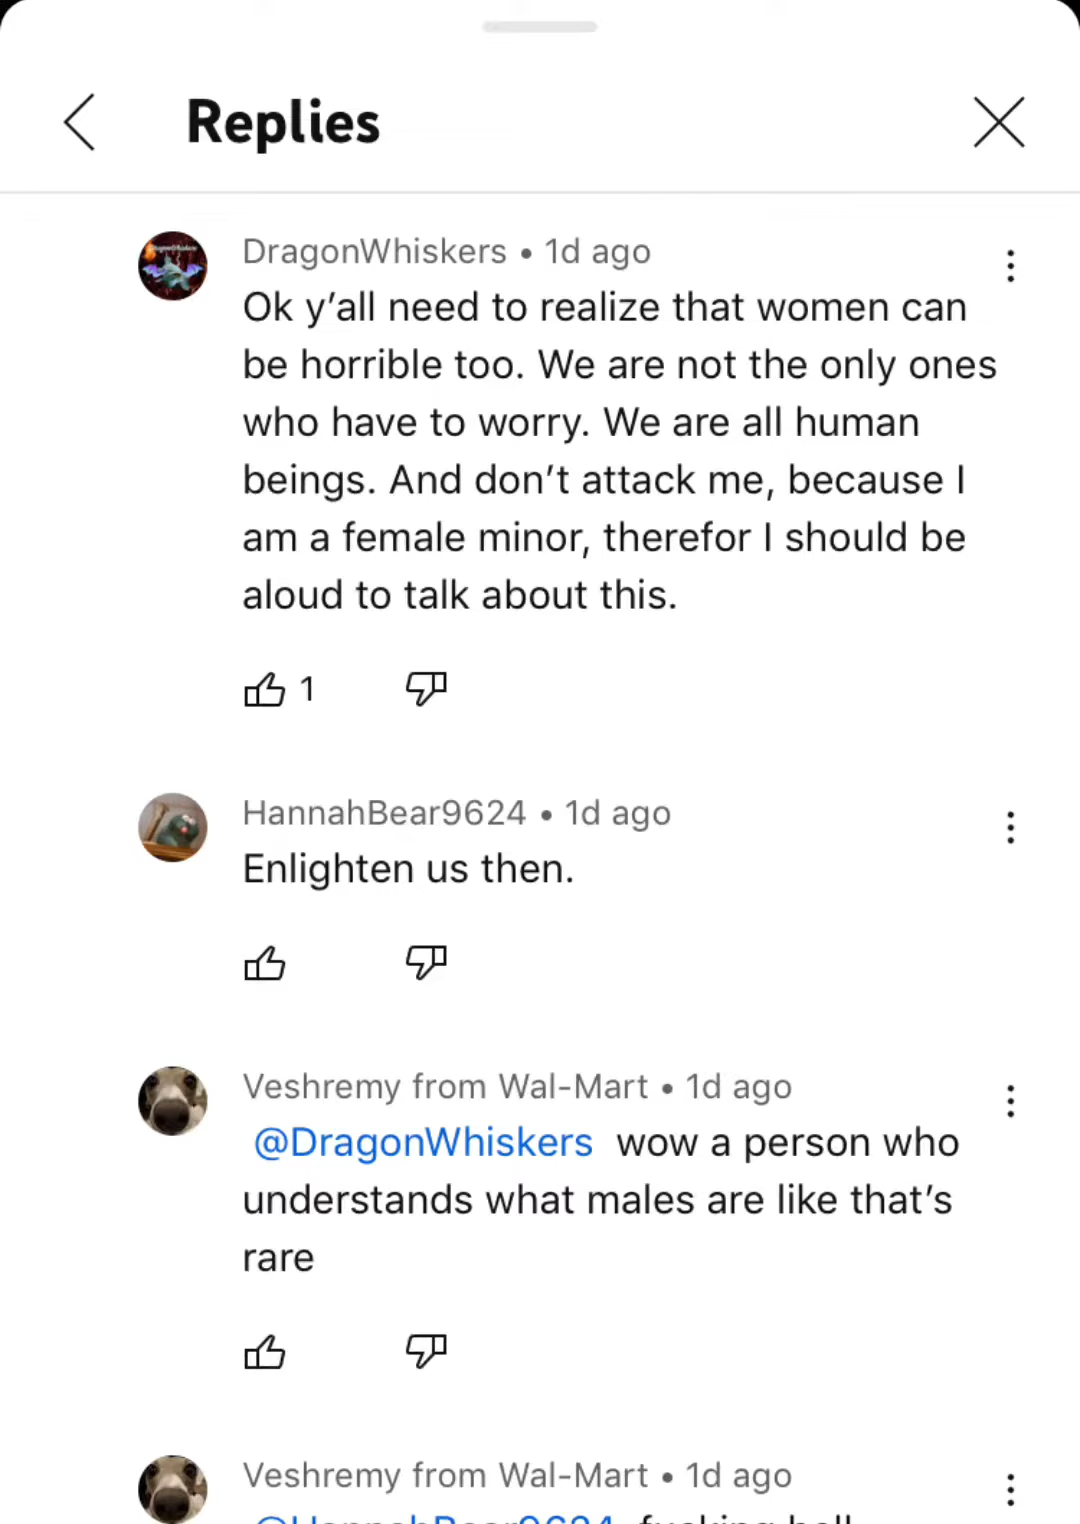 Replies
DragonWhiskers • 1d ago
Ok y’all need to realize that women can
be horrible too. We are not the only ones
who have to worry. We are all human
beings. And don’t attack me, because I
am a female minor, therefor I should be
aloud to talk about this.
1
HannahBear9624 • 1d ago
Enlighten us then.
Veshremy from Wal-Mart • 1d ago
@DragonWhiskers wow a person who
understands what males are like that’s
rare
Veshremy from Wal-Mart • 1d ago
@HannahBear9624 fucking hell